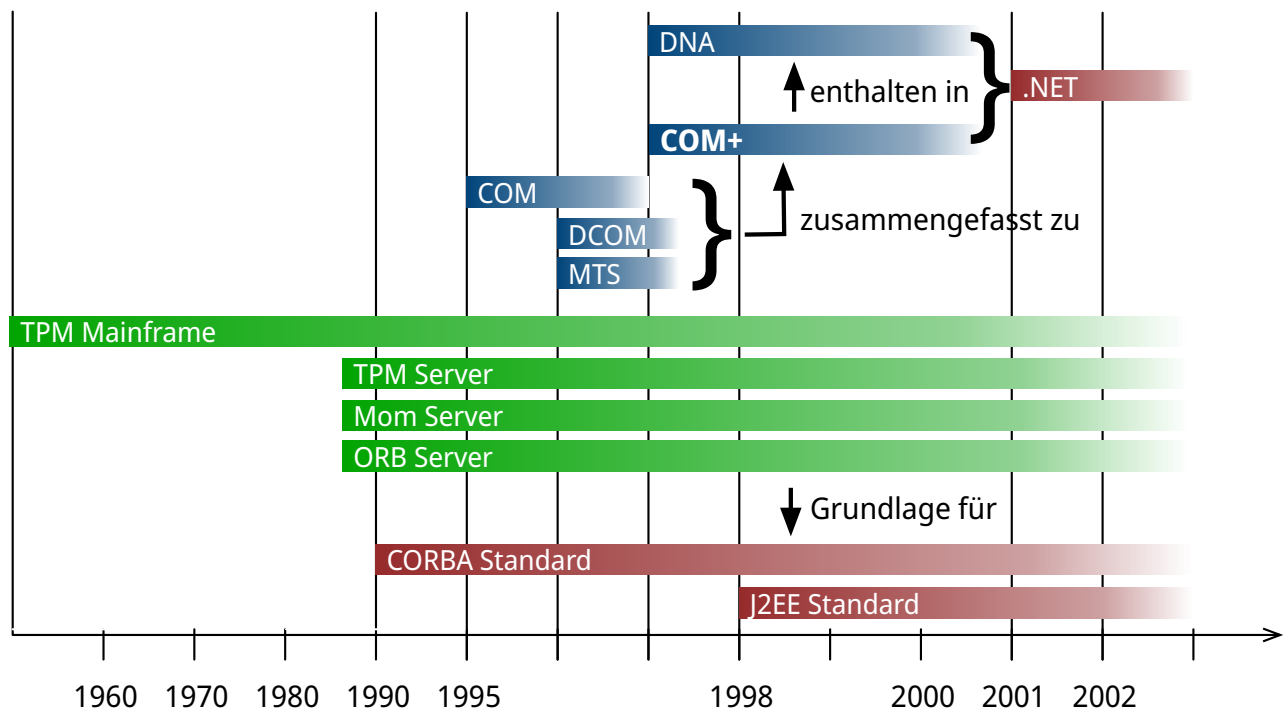 DNA
.NET
enthalten in
COM+
COM
zusammengefasst zu
DCOM
MTS
TPM Mainframe
TPM Server
Mom Server
ORB Server
Grundlage für
CORBA Standard
J2EE Standard
1960 1970 1980 1990 1995 1998 2000 2001 2002